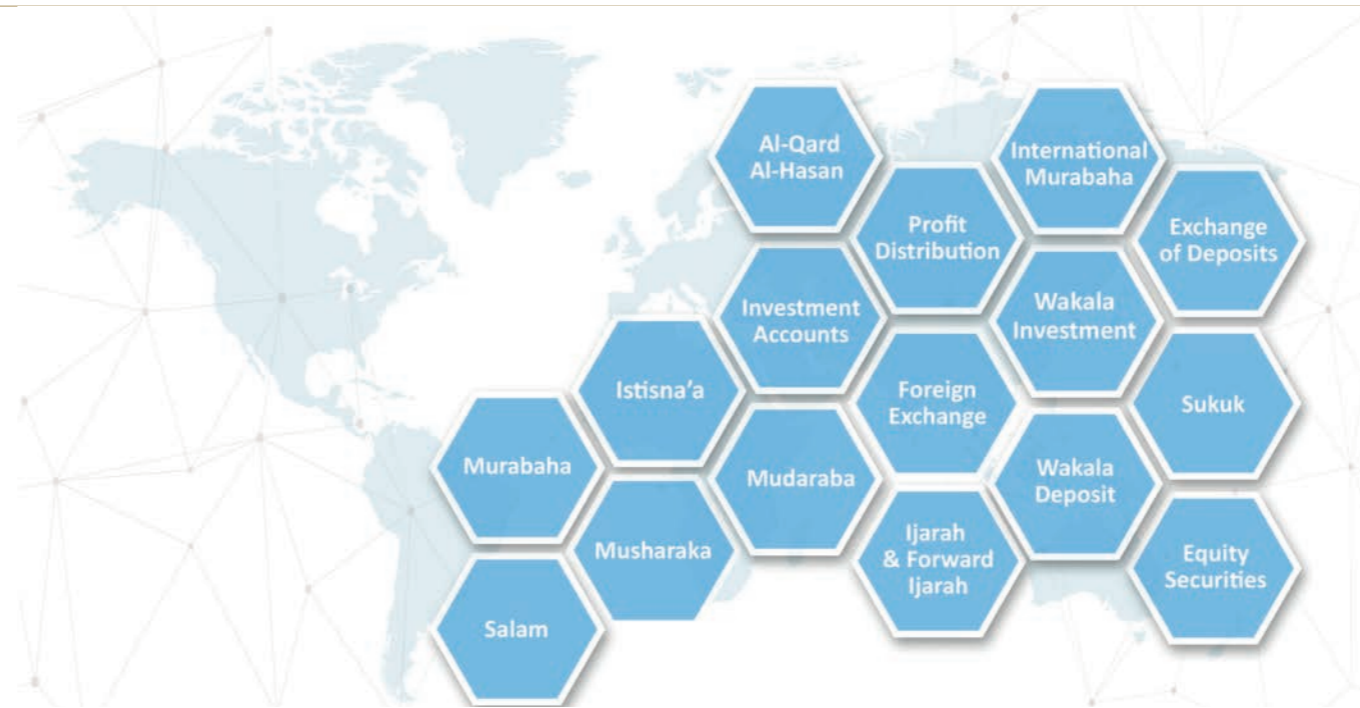 Al-Qard
Al-Hasan
International
Murabaha
Profit
Distribution
Exchange
of Deposits
Investment
Accounts
Wakala
Investment
Istisna’a
Foreign
Exchange
Sukuk
Murabaha
Mudaraba
Wakala
Deposit
Musharaka
Ijarah
& Forward
Ijarah
Equity
Securities
Salam